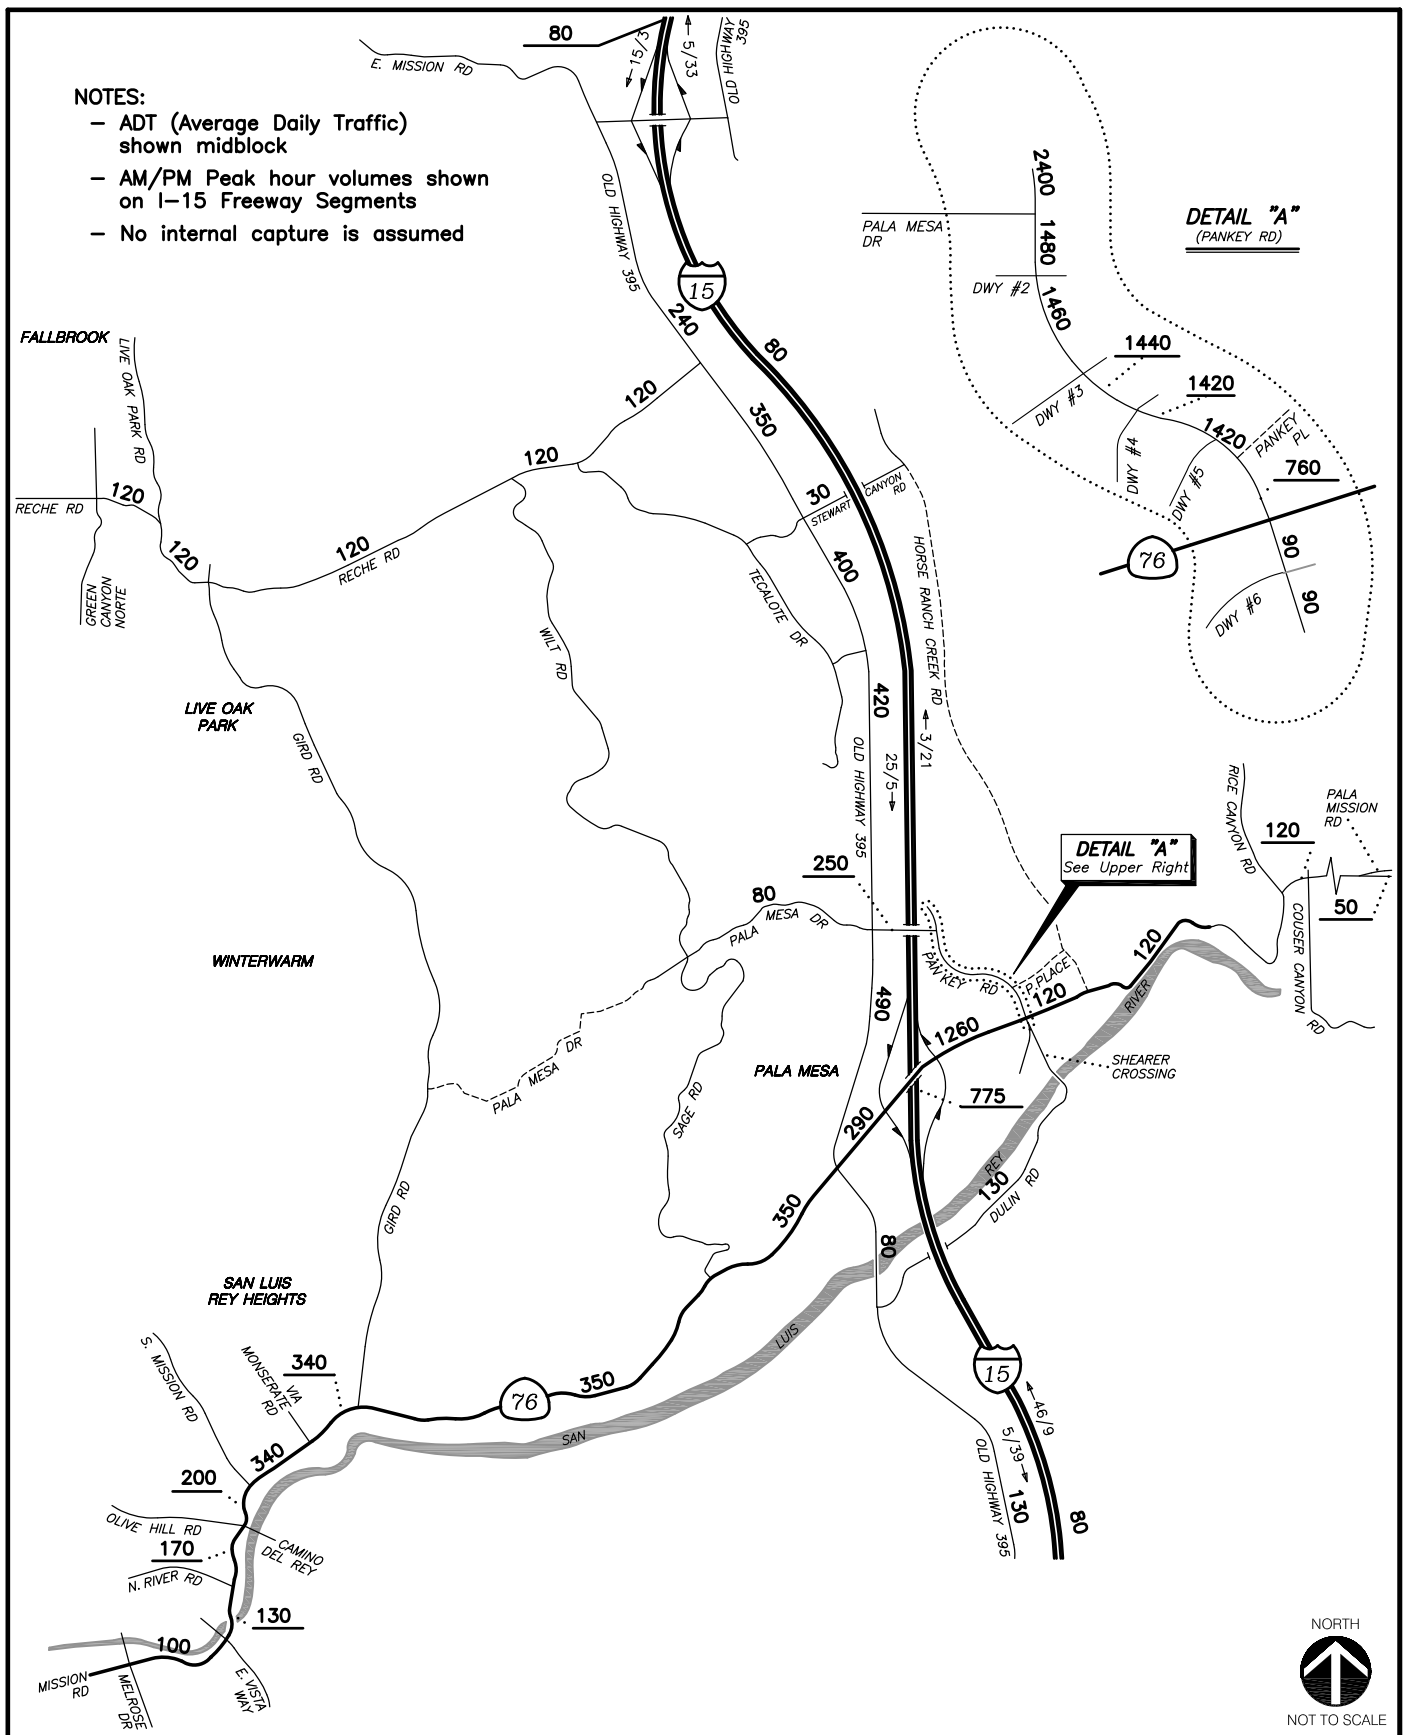 80
15/3
5/33
OLD HIGHWAY
395
E. MISSION RD
NOTES:
– ADT (Average Daily Traffic)
shown midblock
– AM/PM Peak hour volumes shown
on I–15 Freeway Segments
– No internal capture is assumed
OLD HIGHWAY 395
15
240
80
350
2400
PALA MESA
DR
1480
DWY #2
1460
DETAIL "A"
(PANKEY RD)
1440
DWY #3
1420
DWY #4
1420
DWY #5
PANKEY
PL
760
76
90
DWY #6
90
FALLBROOK
LIVE OAK PARK RD
120
120
120
RECHE RD
120
120
RECHE RD
GREEN
CANYON
NORTE
30
STEWART
CANYON
RD
400
TECALOTE DR
WILT RD
HORSE RANCH CREEK RD
LIVE OAK
PARK
GIRD RD
420
OLD HIGHWAY 395
25/5
3/21
RICE CANYON RD
PALA
MISSION
RD
120
50
COUSER CANYON RD
DETAIL "A"
See Upper Right
250
80
PALA MESA DR
PANKEY RD
P.PLACE
120
120
RIVER
WINTERWARM
490
1260
PALA MESA DR
PALA MESA
SHEARER
CROSSING
775
SAGE RD
290
REY
130
DULIN RD
GIRD RD
350
80
SAN LUIS
REY HEIGHTS
LUIS
S. MISSION RD
MONSERATE
VIA
RD
340
76
350
15
46/9
5/39
SAN
340
OLD HIGHWAY 395
130
80
200
OLIVE HILL RD
170
CAMINO
DEL REY
N. RIVER RD
130
100
MISSION
RD
MELROSE
DR
E. VISTA
WAY
NORTH
NOT TO SCALE